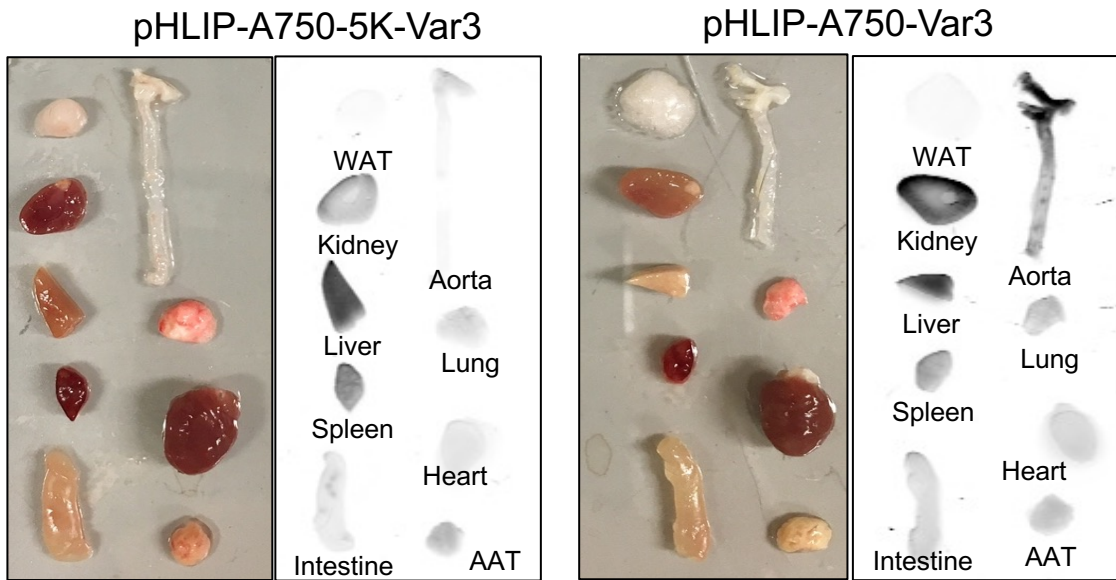 pHLIP-A750-5K-Var3
pHLIP-A750-Var3
WAT
Kidney
Aorta
Liver
Lung
Spleen
Heart
Intestine
AAT
WAT
Kidney
Aorta
Liver
Lung
Spleen
Heart
Intestine
AAT